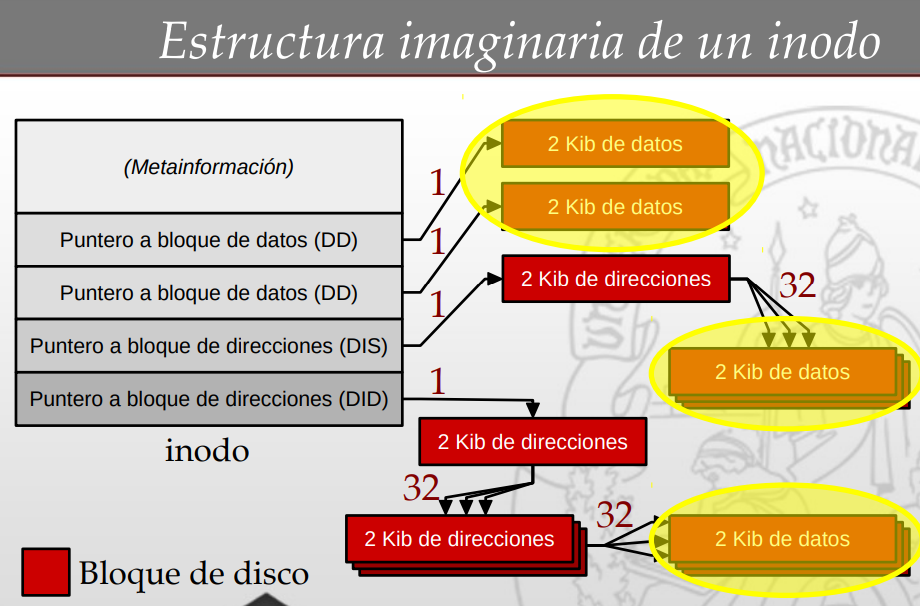 Estructura imaginaria de un inodo
(Metainformación)
Puntero a bloque de datos (DD)
Puntero a bloque de datos (DD)
Puntero a bloque de direcciones (DIS)
Puntero a bloque de direcciones (DID)
inodo
1
1
1
1
2 Kib de datos
2 Kib de datos
2 Kib de direcciones
32
2 Kib de datos
2 Kib de direcciones
32
2 Kib de direcciones
32
2 Kib de datos
Bloque de disco
NACIONA